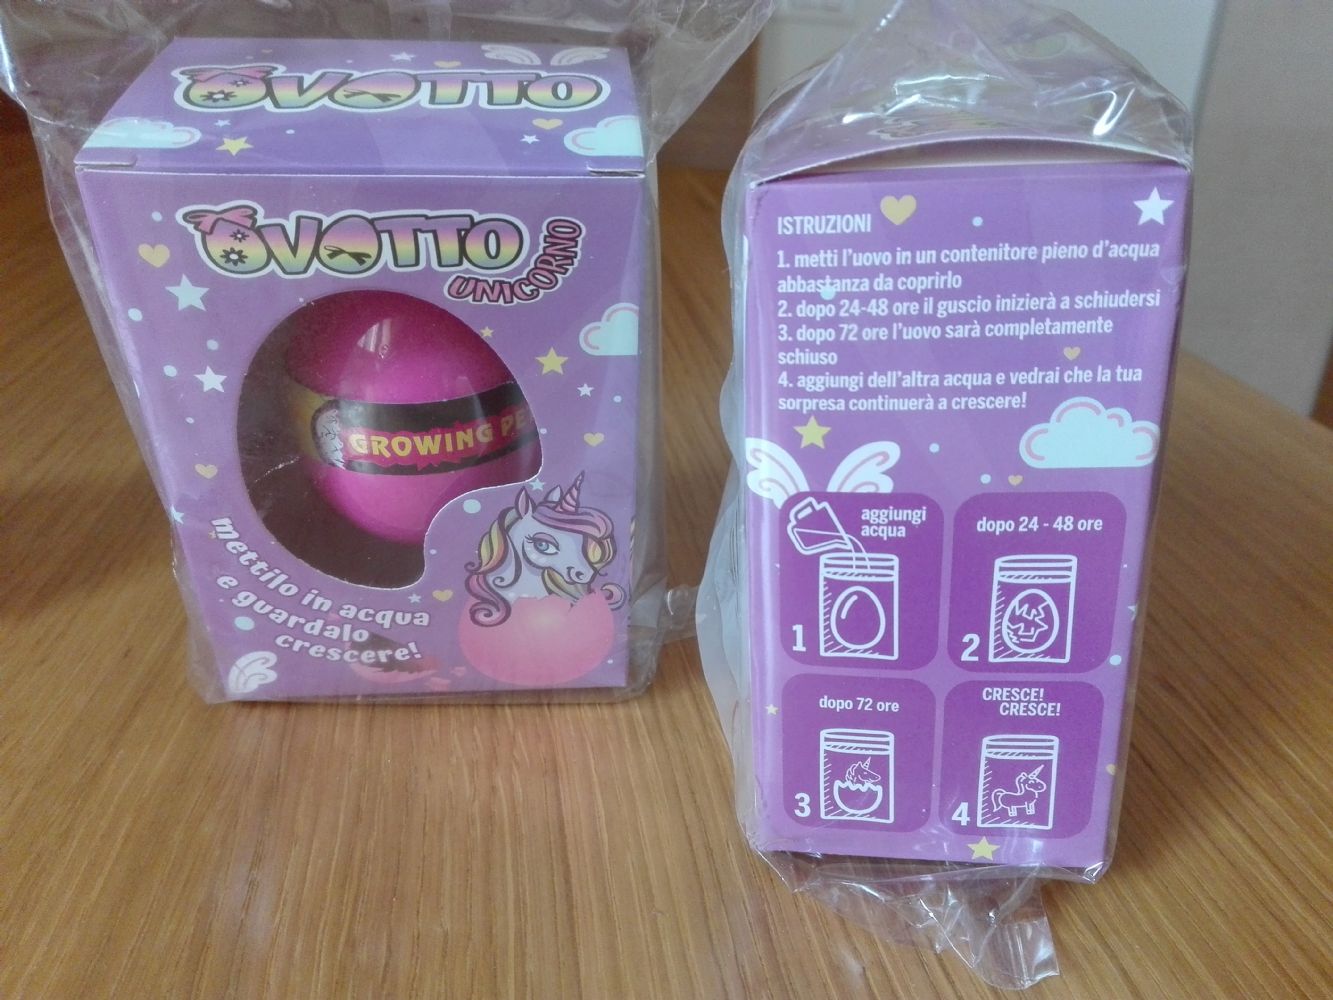 OVOTTO
OVOTTO
UNICORNO
GROWING PE
mettilo in acqua
e guardalo
crescere!
ISTRUZIONI
1. metti l'uovo in un contenitore pieno d'acqua
abbastanza da coprirlo
2. dopo 24-48 ore il guscio inizierà a schiudersi
3. dopo 72 ore l'uovo sarà completamente
schiuso
4. aggiungi dell'altra acqua e vedrai che la tua
sorpresa continuerà a crescere!
aggiungi
acqua
1
dopo 24 - 48 ore
2
dopo 72 ore
3
CRESCE!
CRESCE!
4